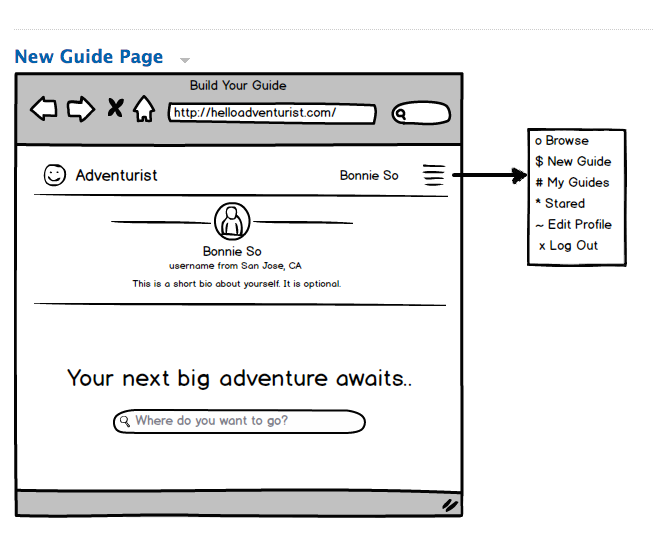 New Guide Page
Build Your Guide
http://helloadventurist.com/
Adventurist
Bonnie So
o Browse
$ New Guide
# My Guides
* Stared
~ Edit Profile
x Log Out
Bonnie So
username from San Jose, CA
This is a short bio about yourself. It is optional.
Your next big adventure awaits..
Where do you want to go?